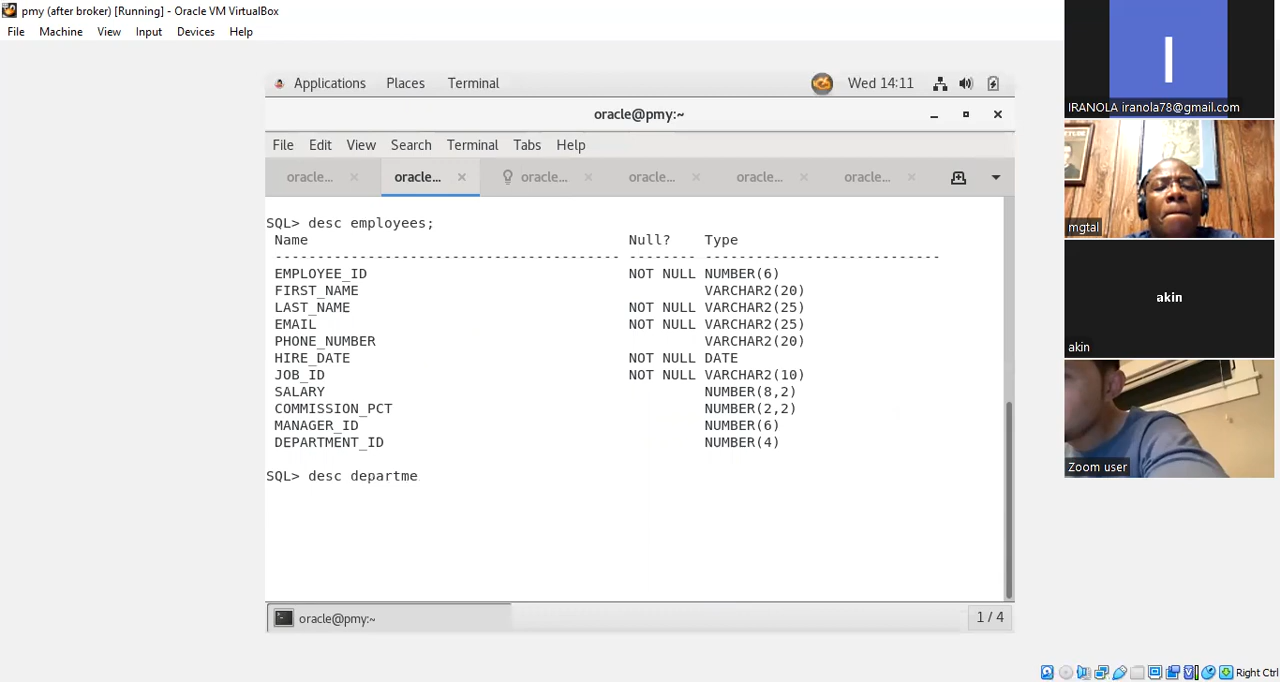 pmy (after broker) [Running] - Oracle VM VirtualBox
File Machine View Input Devices Help
Applications Places Terminal Wed 14:11
oracle@pmy:~
File Edit View Search Terminal Tabs Help
oracle... oracle... oracle... oracle... oracle... oracle...
SQL> desc employees;
Name Null? Type
----------------------------------------- -------- ----------------------------
EMPLOYEE_ID NOT NULL NUMBER(6)
FIRST_NAME VARCHAR2(20)
LAST_NAME NOT NULL VARCHAR2(25)
EMAIL NOT NULL VARCHAR2(25)
PHONE_NUMBER VARCHAR2(20)
HIRE_DATE NOT NULL DATE
JOB_ID NOT NULL VARCHAR2(10)
SALARY NUMBER(8,2)
COMMISSION_PCT NUMBER(2,2)
MANAGER_ID NUMBER(6)
DEPARTMENT_ID NUMBER(4)
SQL> desc departme
oracle@pmy:~ 1 / 4
I
IRANOLA iranola78@gmail.com
mgtal
akin
akin
Zoom user
Right Ctrl